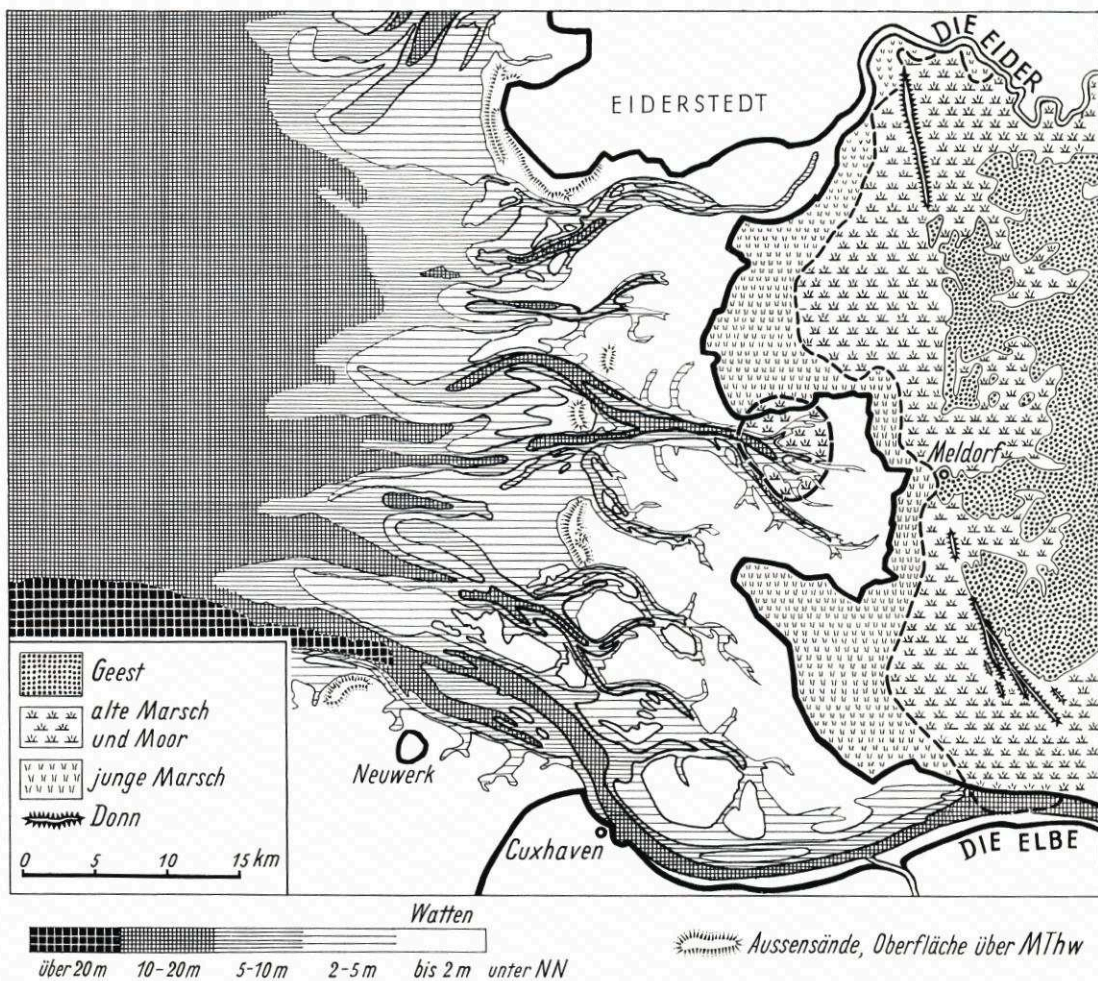 DIE EIDER
EIDERSTEDT
Meldorf
Neuwerk
Cuxhaven
DIE ELBE
Geest
alte Marsch
und Moor
junge Marsch
Donn
0 5 10 15 km
Watten
über 20 m 10-20 m 5-10 m 2-5 m bis 2 m unter NN
Aussensände, Oberfläche über MThw